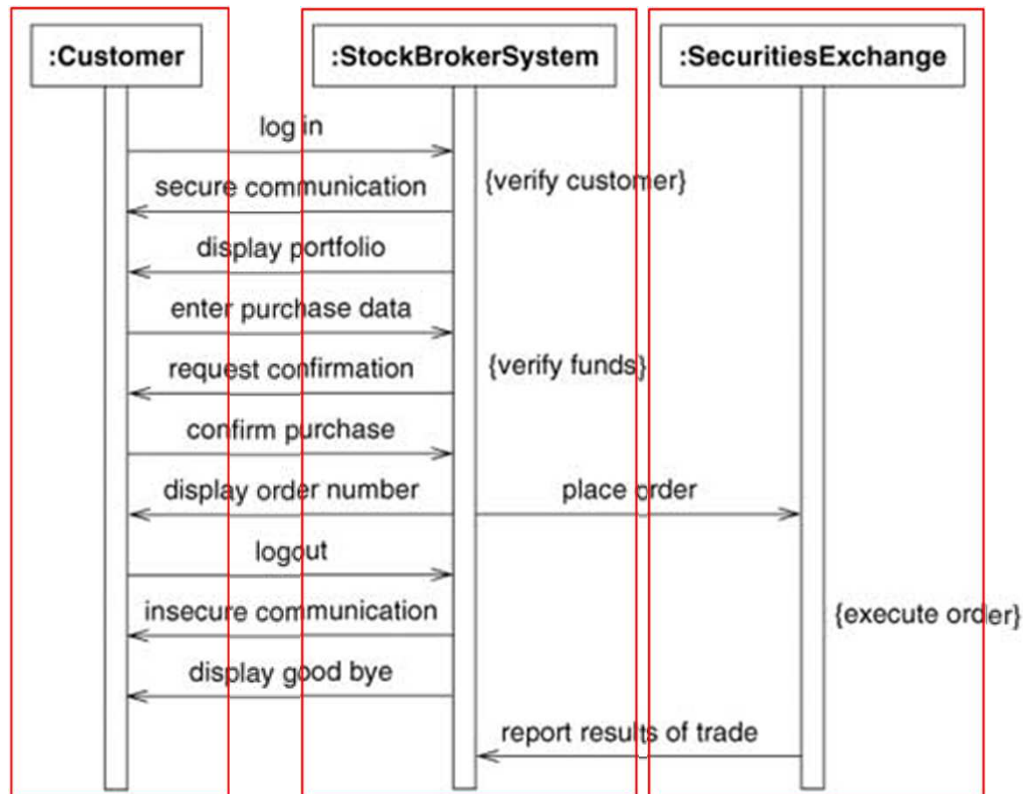 :Customer
:StockBrokerSystem
:SecuritiesExchange
log in
secure communication
{verify customer}
display portfolio
enter purchase data
request confirmation
{verify funds}
confirm purchase
display order number
place order
logout
insecure communication
{execute order}
display good bye
report results of trade